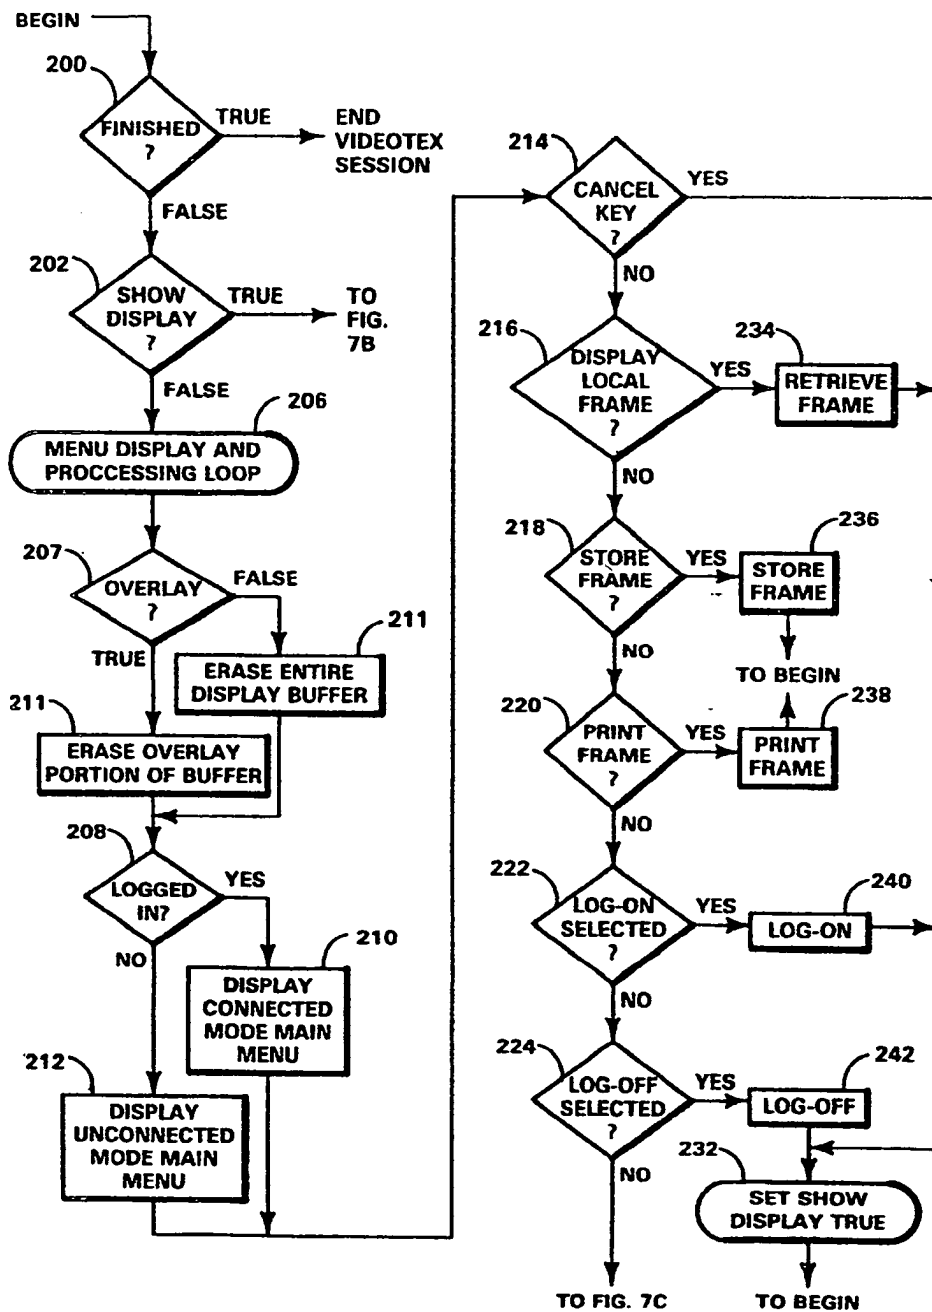 BEGIN
200
FINISHED
?
TRUE
END
VIDEOTEX
SESSION
FALSE
202
SHOW
DISPLAY
?
TRUE
TO
FIG.
7B
FALSE
206
MENU DISPLAY AND
PROCCESSING LOOP
207
OVERLAY
?
FALSE
TRUE
211
ERASE ENTIRE
DISPLAY BUFFER
211
ERASE OVERLAY
PORTION OF BUFFER
208
LOGGED
IN?
YES
NO
210
DISPLAY
CONNECTED
MODE MAIN
MENU
212
DISPLAY
UNCONNECTED
MODE MAIN
MENU
214
CANCEL
KEY
?
YES
NO
216
DISPLAY
LOCAL
FRAME
?
YES
234
RETRIEVE
FRAME
NO
218
STORE
FRAME
?
YES
236
STORE
FRAME
TO BEGIN
NO
220
PRINT
FRAME
?
YES
238
PRINT
FRAME
NO
222
LOG-ON
SELECTED
?
YES
240
LOG-ON
NO
224
LOG-OFF
SELECTED
?
YES
242
LOG-OFF
NO
232
SET SHOW
DISPLAY TRUE
TO FIG. 7C
TO BEGIN